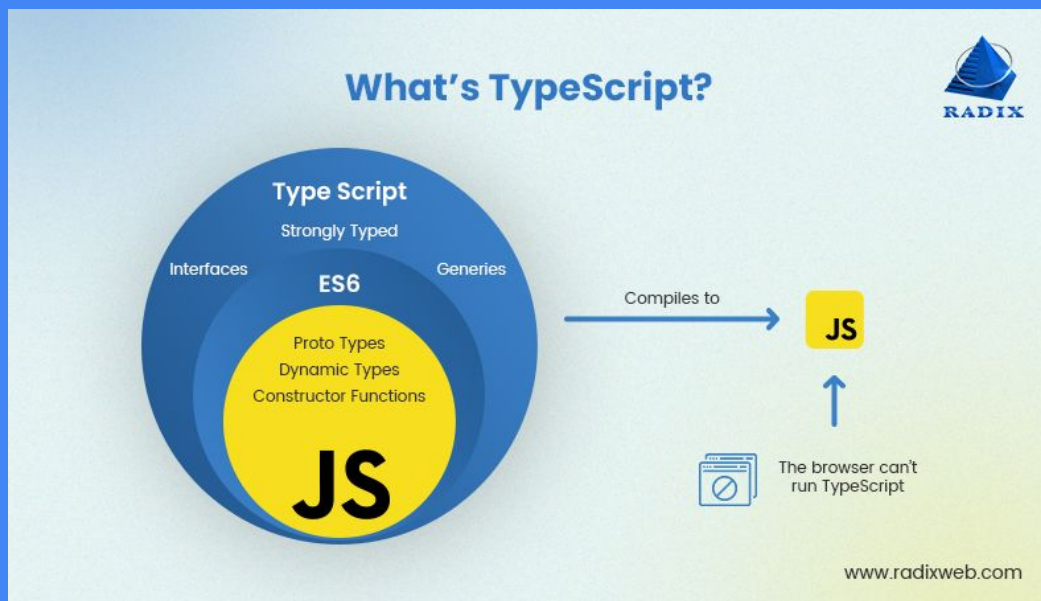 What's TypeScript?
RADIX
Type Script
Strongly Typed
Interfaces
Generies
ES6
Proto Types
Dynamic Types
Constructor Functions
JS
Compiles to
JS
The browser can't
run TypeScript
www.radixweb.com